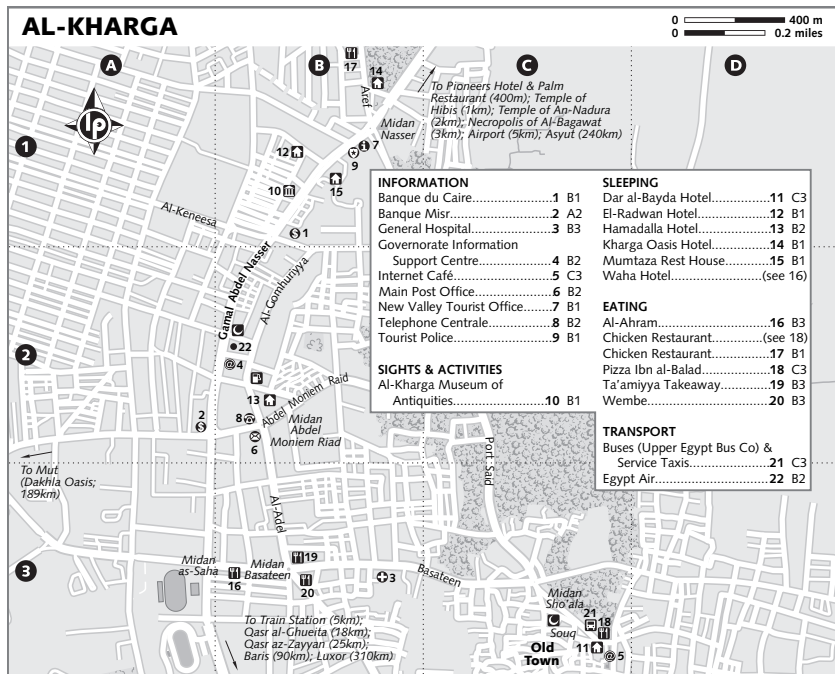 AL-KHARGA
0 400 m
0 0.2 miles
A
B
C
D
1
2
3
lp
17
14
Aref
To Pioneers Hotel & Palm
Restaurant (400m); Temple of
Hibis (1km); Temple of An-Nadura
(2km); Necropolis of Al-Bagawat
(3km); Airport (5km); Asyut (240km)
Midan
Nasser
12
7
9
10
15
Al-Keneesa
1
Gamal Abdel Nasser
Al-Gomhuriyya
22
@4
13
Abdel Moniem Raid
2
8
6
Midan
Abdel
Moniem Riad
To Mut
(Dakhla Oasis;
189km)
Port Said
Al-Adel
19
Midan
as-Saha
Midan
Basateen
16
20
3
Basateen
To Train Station (5km);
Qasr al-Ghueita (18km);
Qasr az-Zayyan (25km);
Baris (90km); Luxor (310km)
Midan
Sho'ala
21
18
Souq
Old
Town
11
@5
INFORMATION
Banque du Caire....................1 B1
Banque Misr..........................2 A2
General Hospital....................3 B3
Governorate Information
Support Centre.................4 B2
Internet Café.........................5 C3
Main Post Office....................6 B2
New Valley Tourist Office.......7 B1
Telephone Centrale................8 B2
Tourist Police.........................9 B1
SIGHTS & ACTIVITIES
Al-Kharga Museum of
Antiquities.......................10 B1
SLEEPING
Dar al-Bayda Hotel...............11 C3
El-Radwan Hotel..................12 B1
Hamadalla Hotel..................13 B2
Kharga Oasis Hotel..............14 B1
Mumtaza Rest House...........15 B1
Waha Hotel....................(see 16)
EATING
Al-Ahram............................16 B3
Chicken Restaurant..........(see 18)
Chicken Restaurant..............17 B1
Pizza Ibn al-Balad................18 C3
Ta'amiya Takeaway..............19 B3
Wembe...............................20 B3
TRANSPORT
Buses (Upper Egypt Bus Co) &
Service Taxis....................21 C3
Egypt Air.............................22 B2